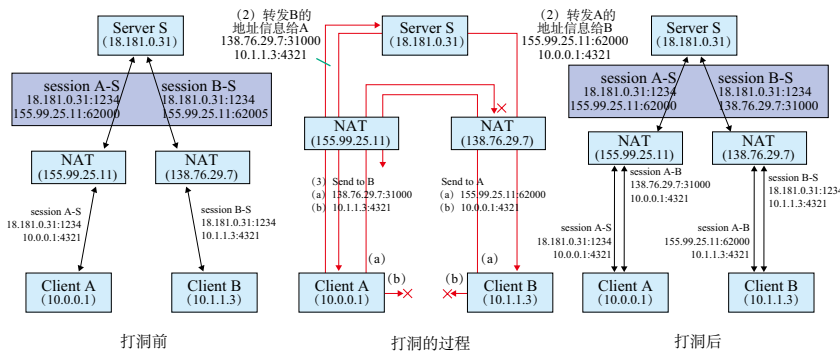 Server S
(18.181.0.31)
session A-S
18.181.0.31:1234
155.99.25.11:62000
session B-S
18.181.0.31:1234
155.99.25.11:62005
NAT
(155.99.25.11)
NAT
(138.76.29.7)
session A-S
18.181.0.31:1234
10.0.0.1:4321
session B-S
18.181.0.31:1234
10.1.1.3:4321
Client A
(10.0.0.1)
Client B
(10.1.1.3)
打洞前
（2）转发B的
地址信息给A
138.76.29.7:31000
10.1.1.3:4321
Server S
(18.181.0.31)
（2）转发A的
地址信息给B
155.99.25.11:62000
10.0.0.1:4321
NAT
(155.99.25.11)
NAT
(138.76.29.7)
（3）Send to B
（a）138.76.29.7:31000
（b）10.1.1.3:4321
Send to A
（a）155.99.25.11:62000
（b）10.0.0.1:4321
（a）
（b）
（a）
（b）
Client A
(10.0.0.1)
Client B
(10.1.1.3)
打洞的过程
Server S
(18.181.0.31)
session A-S
18.181.0.31:1234
155.99.25.11:62000
session B-S
18.181.0.31:1234
138.76.29.7:31000
NAT
(155.99.25.11)
NAT
(138.76.29.7)
session A-B
138.76.29.7:31000
10.0.0.1:4321
session B-S
18.181.0.31:1234
10.1.1.3:4321
session A-S
18.181.0.31:1234
10.0.0.1:4321
session A-B
155.99.25.11:62000
10.1.1.3:4321
Client A
(10.0.0.1)
Client B
(10.1.1.3)
打洞后